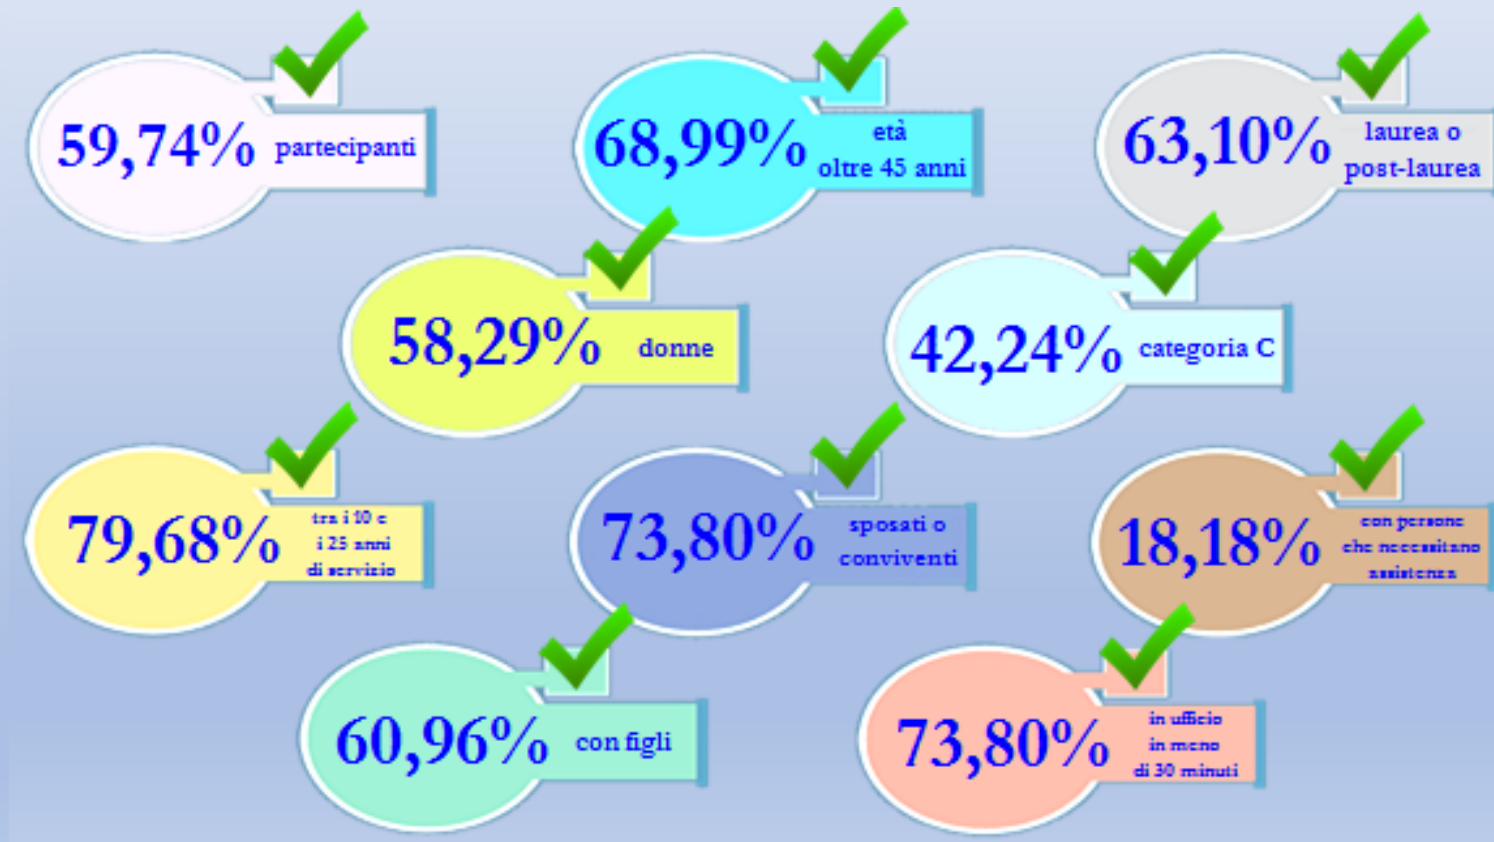 59,74% partecipanti
68,99%
età
oltre 45 anni
63,10%
laurea o
post-laurea
58,29% donne
42,24% categoria C
79,68%
tra i 10 e
i 25 anni
di servizio
73,80%
sposati o
conviventi
18,18%
con persone
che necessitano
assistenza
60,96% con figli
73,80%
in ufficio
in meno
di 30 minuti